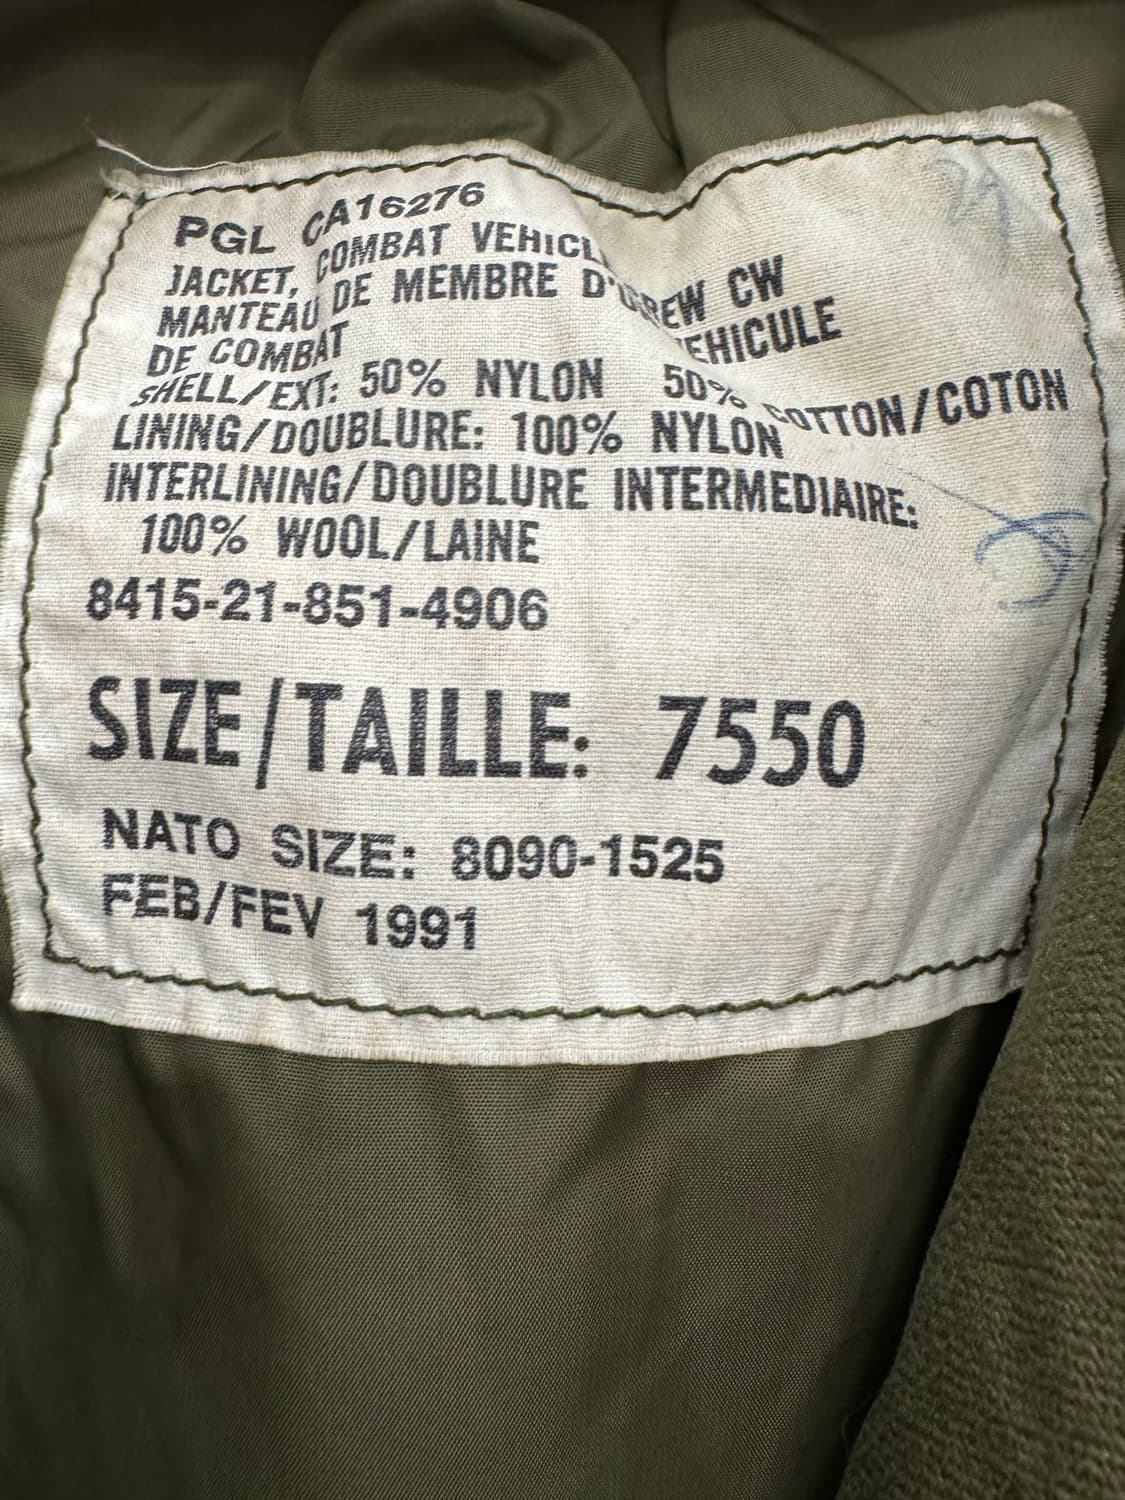 PGL CA16276
JACKET, COMBAT VEHICLE CREW CW
MANTEAU DE MEMBRE D' VEHICULE
DE COMBAT
SHELL/EXT: 50% NYLON 50% COTTON/COTON
LINING/DOUBLURE: 100% NYLON
INTERLINING/DOUBLURE INTERMEDIAIRE:
100% WOOL/LAINE
8415-21-851-4906
SIZE/TAILLE: 7550
NATO SIZE: 8090-1525
FEB/FEV 1991